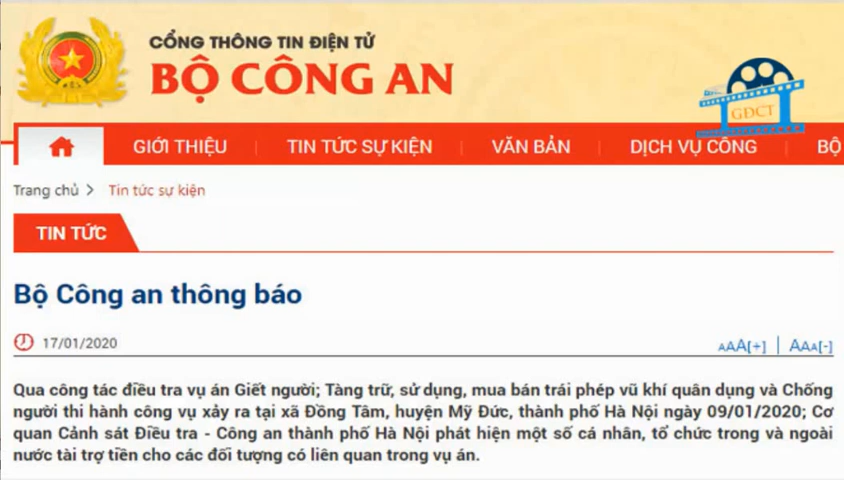 CỔNG THÔNG TIN ĐIỆN TỬ
BỘ CÔNG AN
GĐCT
GIỚI THIỆU
TIN TỨC SỰ KIỆN
VĂN BẢN
DỊCH VỤ CÔNG
BỘ
Trang chủ > Tin tức sự kiện
TIN TỨC
Bộ Công an thông báo
17/01/2020
AAA[+] | AAA[-]
Qua công tác điều tra vụ án Giết người; Tàng trữ, sử dụng, mua bán trái phép vũ khí quân dụng và Chống
người thi hành công vụ xảy ra tại xã Đồng Tâm, huyện Mỹ Đức, thành phố Hà Nội ngày 09/01/2020; Cơ
quan Cảnh sát Điều tra - Công an thành phố Hà Nội phát hiện một số cá nhân, tổ chức trong và ngoài
nước tài trợ tiền cho các đối tượng có liên quan trong vụ án.